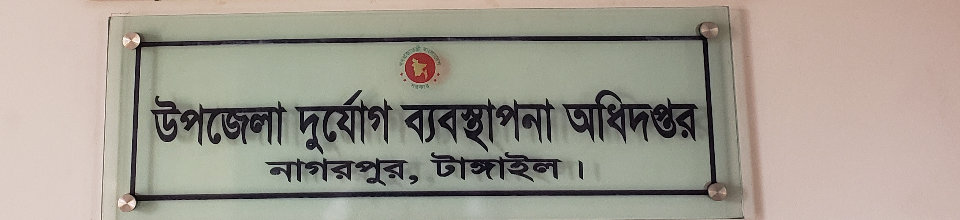 উপজেলা দুর্যোগ ব্যবস্থাপনা অধিদপ্তর
নাগরপুর, টাঙ্গাইল।